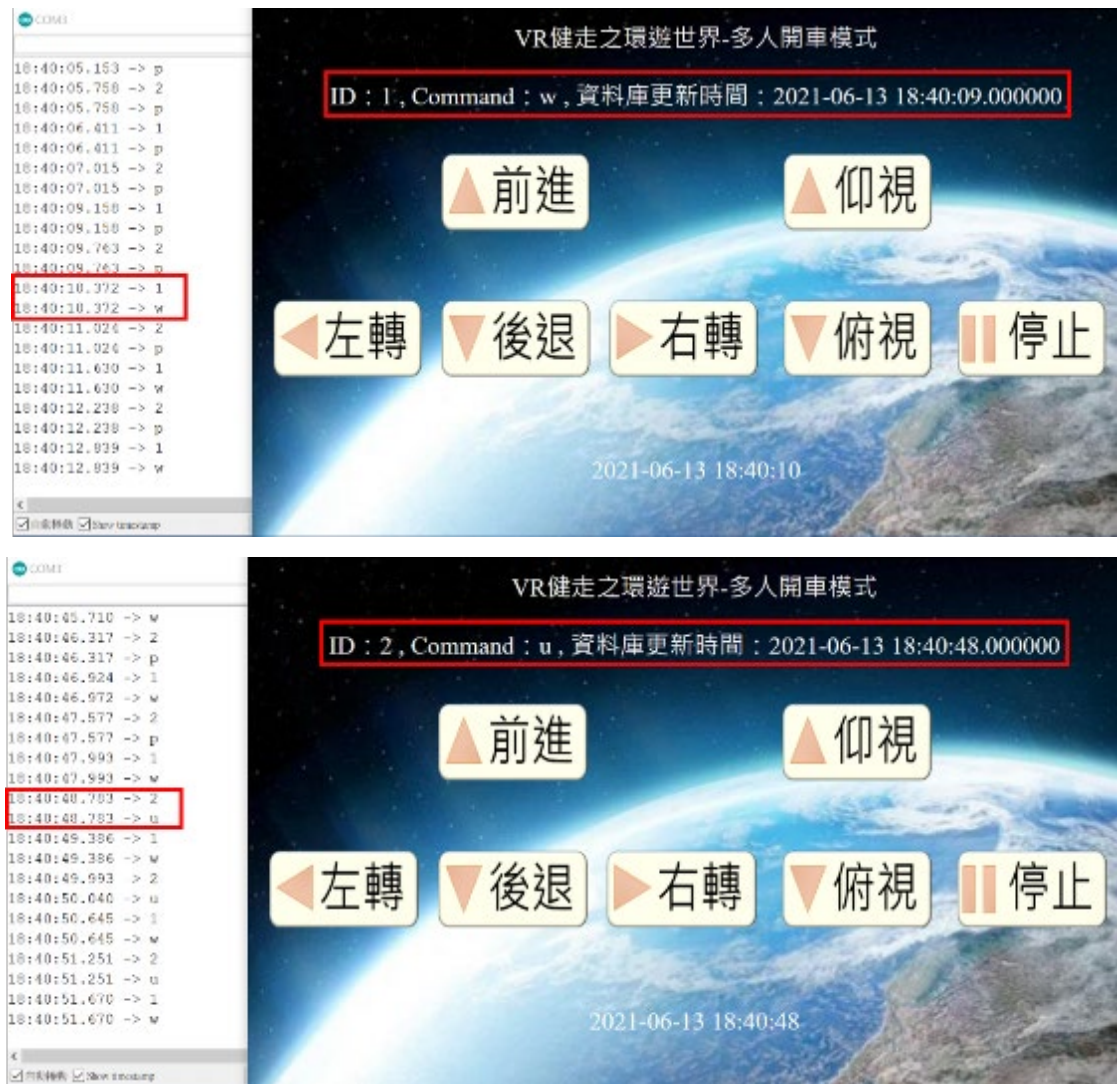 COM3
18:40:05.153 -> p
18:40:05.758 -> 2
18:40:05.758 -> p
18:40:06.411 -> 1
18:40:06.411 -> p
18:40:07.015 -> 2
18:40:07.015 -> p
18:40:09.158 -> 1
18:40:09.158 -> p
18:40:09.763 -> 2
18:40:09.763 -> p
18:40:10.372 -> 1
18:40:10.372 -> w
18:40:11.024 -> 2
18:40:11.024 -> p
18:40:11.630 -> 1
18:40:11.630 -> w
18:40:12.238 -> 2
18:40:12.238 -> p
18:40:12.839 -> 1
18:40:12.839 -> w
Show timestamp
VR健走之環遊世界-多人開車模式
ID：1 , Command：w , 資料庫更新時間：2021-06-13 18:40:09.000000
前進
仰視
左轉
後退
右轉
俯視
停止
2021-06-13 18:40:10
COM3
18:40:45.710 -> w
18:40:46.317 -> 2
18:40:46.317 -> p
18:40:46.924 -> 1
18:40:46.972 -> w
18:40:47.577 -> 2
18:40:47.577 -> p
18:40:47.993 -> 1
18:40:47.993 -> w
18:40:48.783 -> 2
18:40:48.783 -> u
18:40:49.386 -> 1
18:40:49.386 -> w
18:40:49.993 > 2
18:40:50.040 -> u
18:40:50.645 -> 1
18:40:50.645 -> w
18:40:51.251 -> 2
18:40:51.251 -> u
18:40:51.670 -> 1
18:40:51.670 -> w
Show timestamp
VR健走之環遊世界-多人開車模式
ID：2 , Command：u , 資料庫更新時間：2021-06-13 18:40:48.000000
前進
仰視
左轉
後退
右轉
俯視
停止
2021-06-13 18:40:48